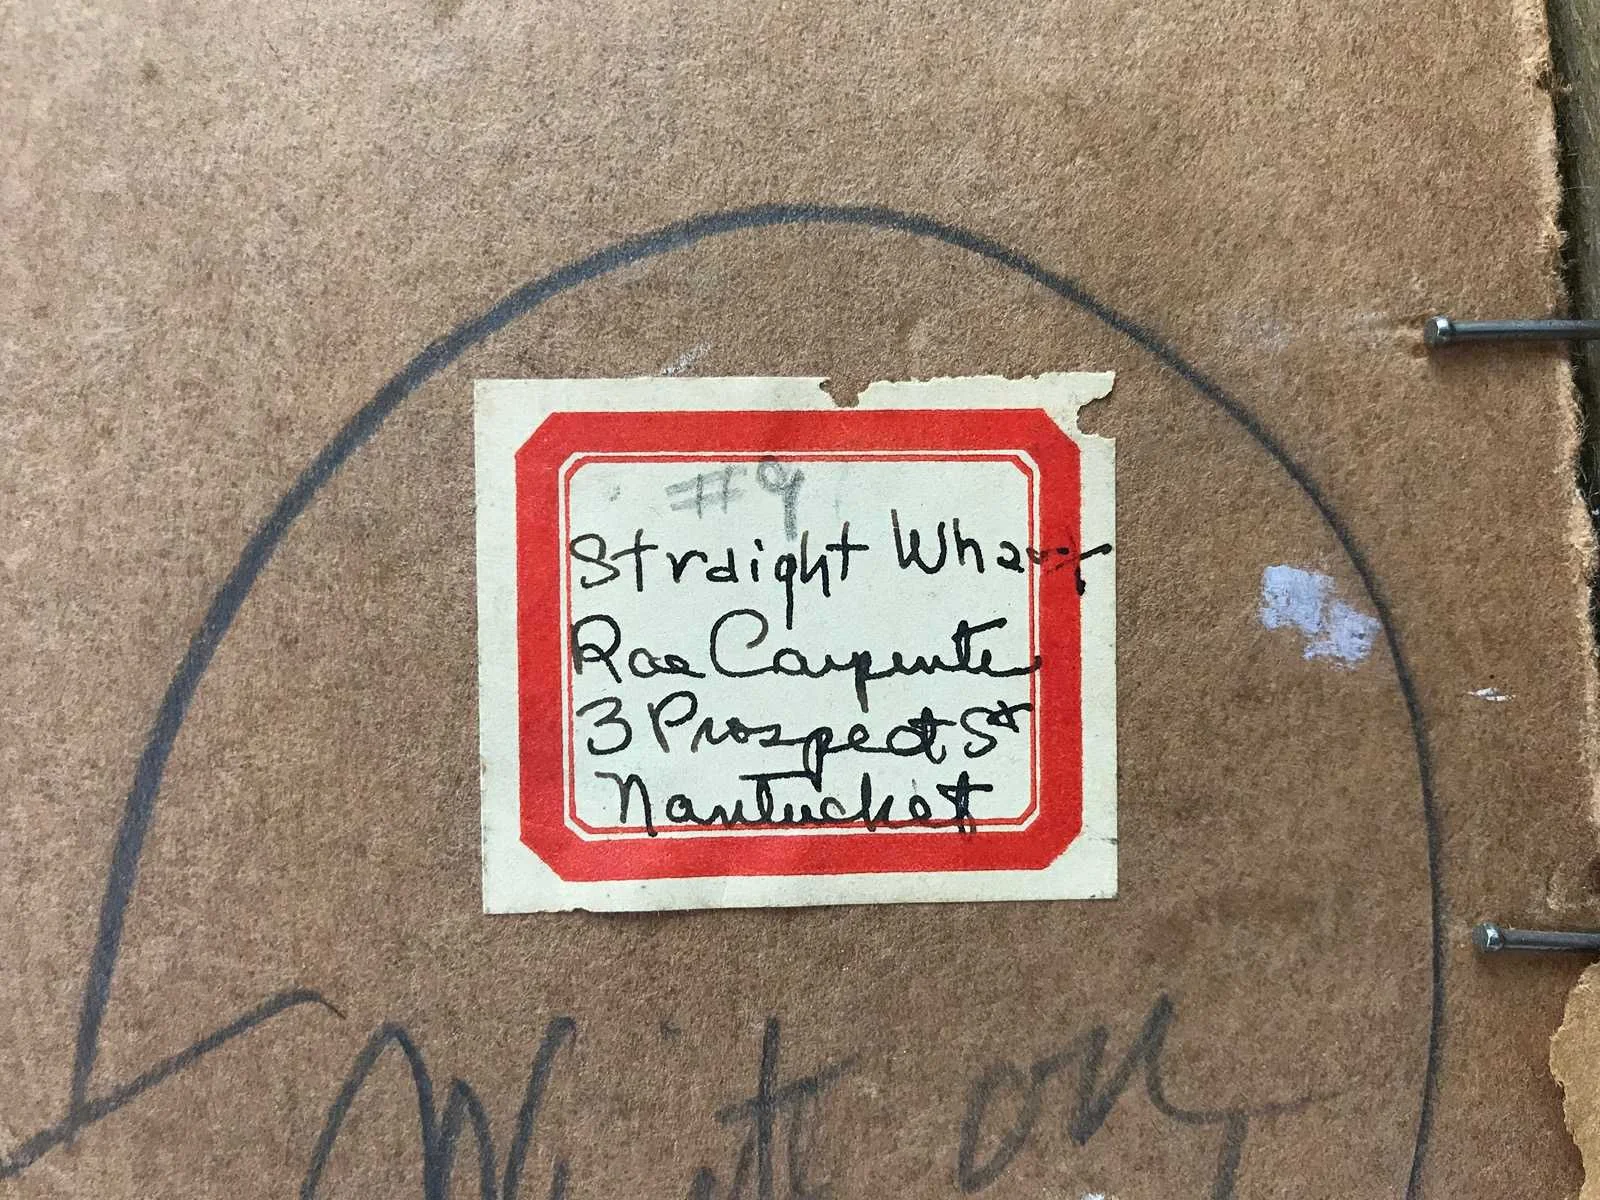 #9
Straight Wharf
Rae Carpenter
3 Prospect St
Nantucket